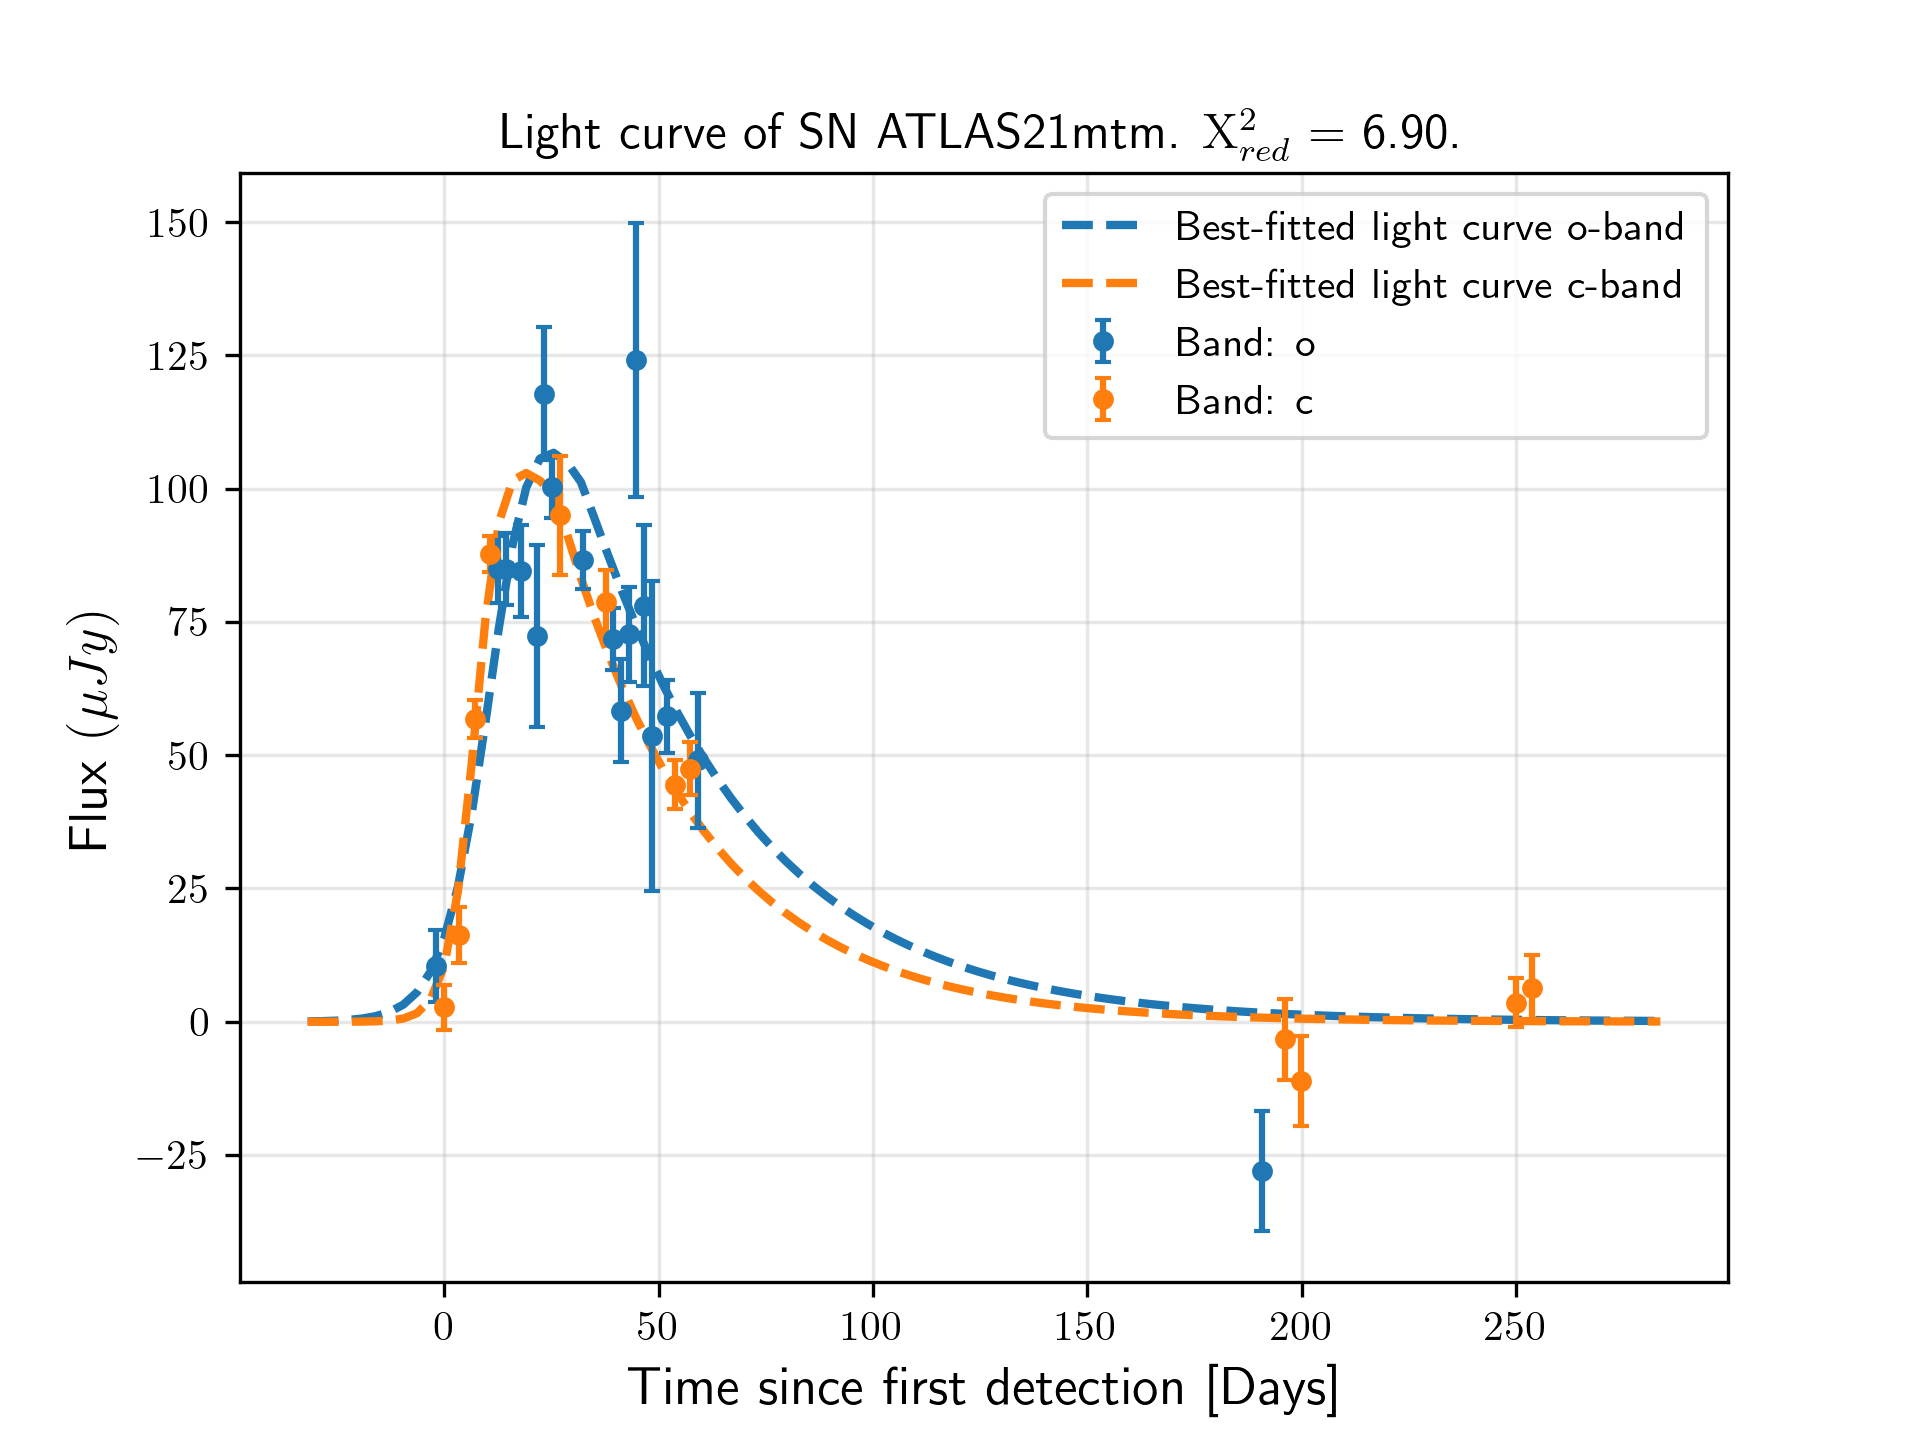 Light curve of SN ATLAS21mtm. X²_red = 6.90.
Best-fitted light curve o-band
Best-fitted light curve c-band
Band: o
Band: c
150
125
100
75
50
25
0
−25
Flux (μJy)
0 50 100 150 200 250
Time since first detection [Days]